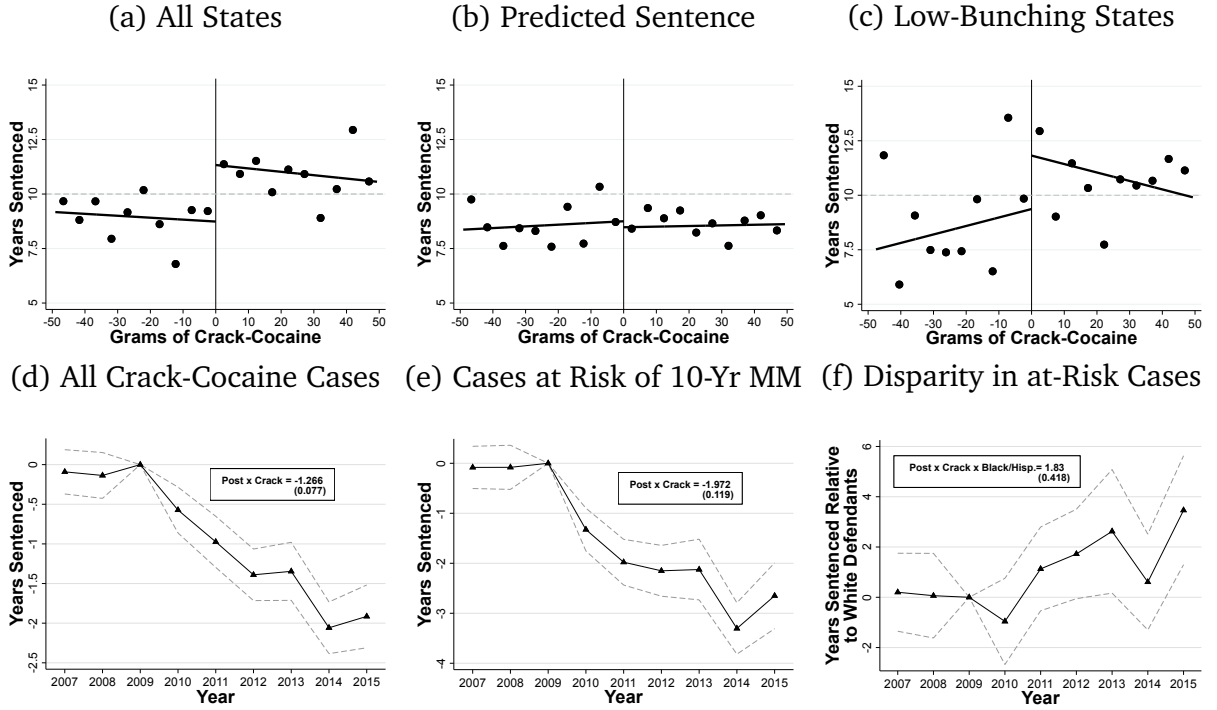 (a) All States
(b) Predicted Sentence
(c) Low-Bunching States
Years Sentenced
15
12.5
10
7.5
5
-50 -40 -30 -20 -10 0 10 20 30 40 50
Grams of Crack-Cocaine
Years Sentenced
15
12.5
10
7.5
5
-50 -40 -30 -20 -10 0 10 20 30 40 50
Grams of Crack-Cocaine
Years Sentenced
15
12.5
10
7.5
5
-50 -40 -30 -20 -10 0 10 20 30 40 50
Grams of Crack-Cocaine
(d) All Crack-Cocaine Cases
(e) Cases at Risk of 10-Yr MM
(f) Disparity in at-Risk Cases
Years Sentenced
0
-.5
-1
-1.5
-2
-2.5
Post x Crack = -1.266
(0.077)
2007 2008 2009 2010 2011 2012 2013 2014 2015
Year
Years Sentenced
0
-1
-2
-3
-4
Post x Crack = -1.972
(0.119)
2007 2008 2009 2010 2011 2012 2013 2014 2015
Year
Years Sentenced Relative
to White Defendants
6
4
2
0
-2
Post x Crack x Black/Hisp.= 1.83
(0.418)
2007 2008 2009 2010 2011 2012 2013 2014 2015
Year